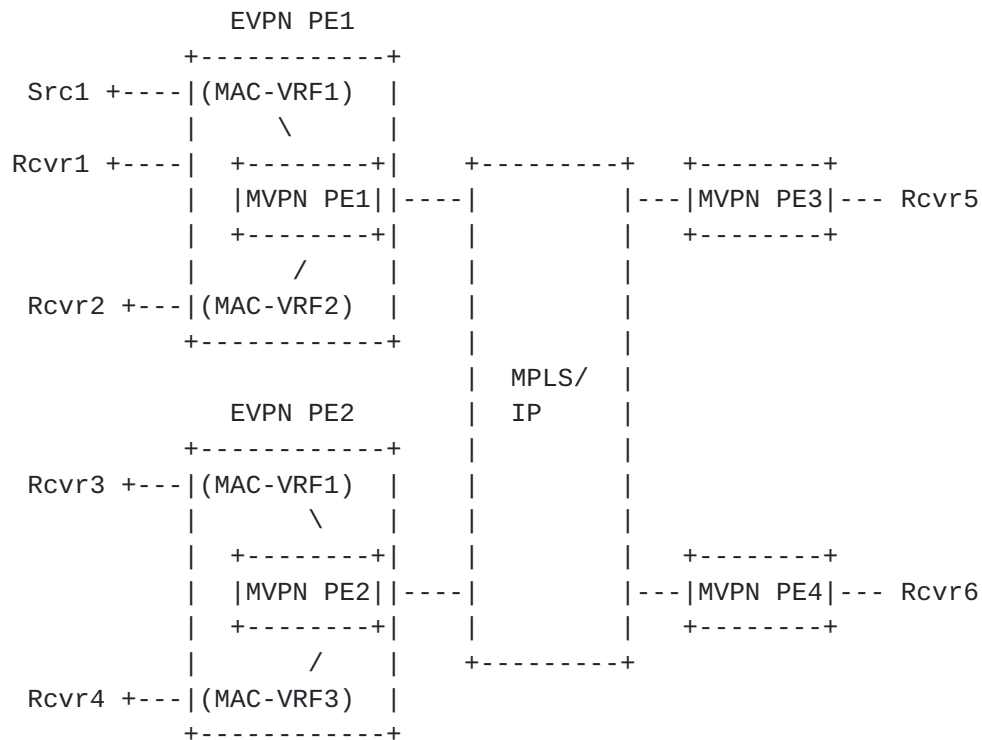 EVPN PE1
              +------------+
  Src1 +----|(MAC-VRF1)  |
              |     \      |
 Rcvr1 +----|  +--------+|    +---------+   +--------+
              |  |MVPN PE1||----|         |---|MVPN PE3|--- Rcvr5
              |  +--------+|    |         |   +--------+
              |      /     |    |         |
  Rcvr2 +---|(MAC-VRF2)  |    |         |
              +------------+    |         |
                                |  MPLS/  |
                 EVPN PE2       |  IP     |
              +------------+    |         |
  Rcvr3 +---|(MAC-VRF1)  |    |         |
              |       \    |    |         |
              |  +--------+|    |         |   +--------+
              |  |MVPN PE2||----|         |---|MVPN PE4|--- Rcvr6
              |  +--------+|    |         |   +--------+
              |       /    |    +---------+
  Rcvr4 +---|(MAC-VRF3)  |
              +------------+